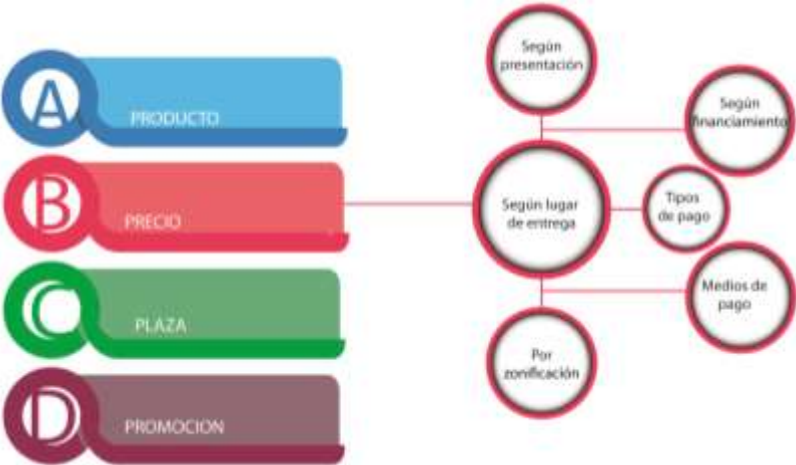 A
PRODUCTO
B
PRECIO
C
PLAZA
D
PROMOCION
Según
presentación
Según
financiamiento
Según lugar
de entrega
Tipos
de pago
Medios de
pago
Por
zonificación